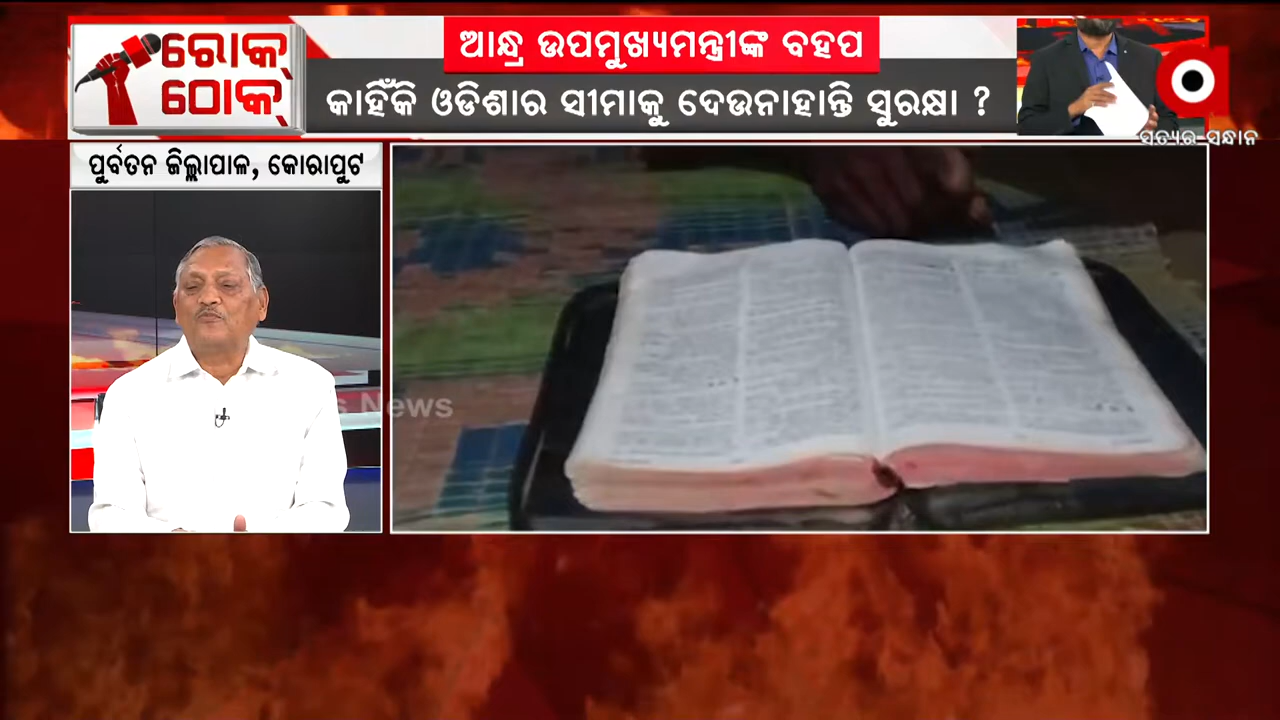 ରୋକ୍
ଠୋକ୍
ଆନ୍ଧ୍ର ଉପମୁଖ୍ୟମନ୍ତ୍ରୀଙ୍କ ବହପ
କାହିଁକି ଓଡିଶାର ସୀମାକୁ ଦେଉନାହାନ୍ତି ସୁରକ୍ଷା ?
ସତ୍ୟର ସନ୍ଧାନ
ପୁର୍ବତନ ଜିଲ୍ଲାପାଳ, କୋରାପୁଟ
News